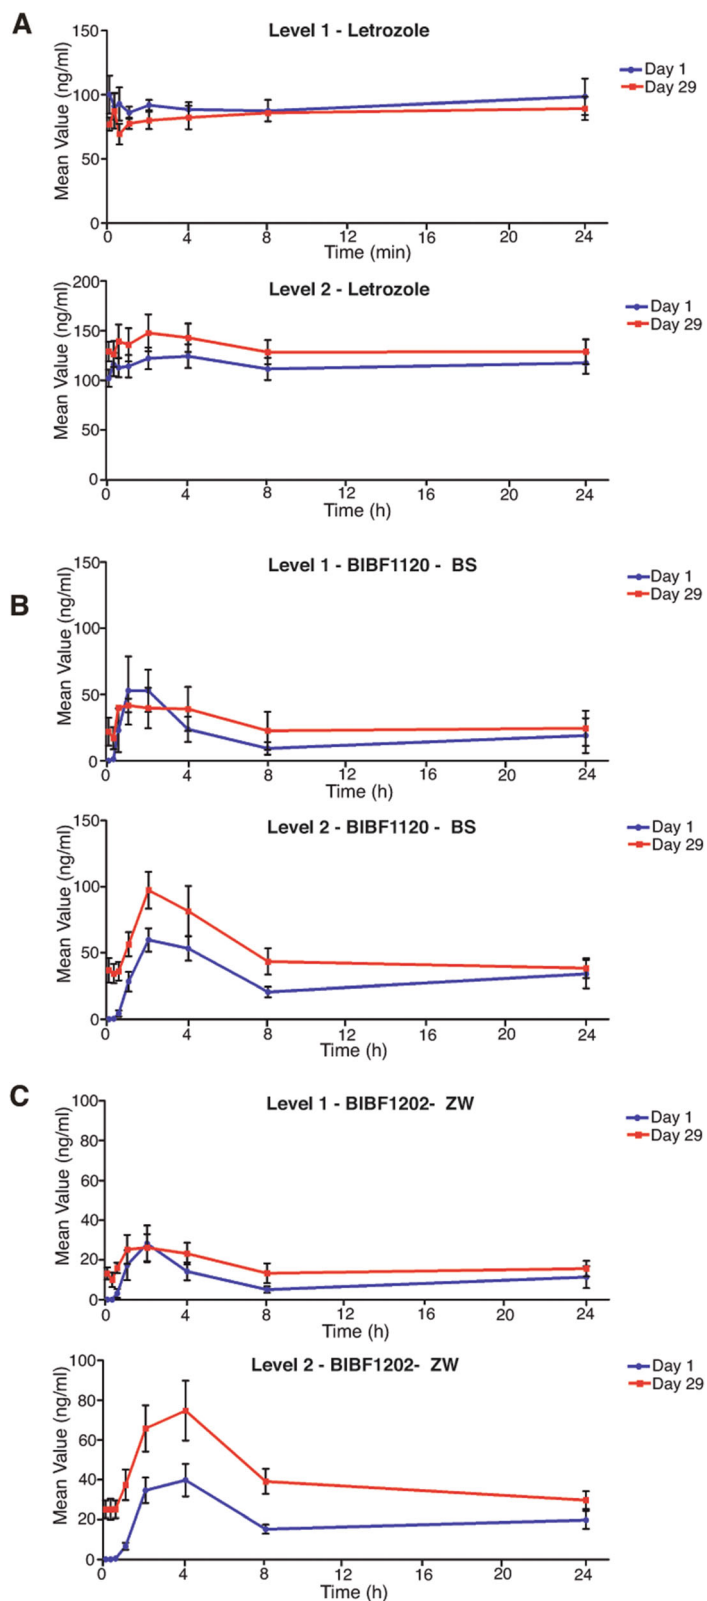 A
Level 1 - Letrozole
Mean Value (ng/ml)
150
100
50
0
0 4 8 12 16 20 24
Time (min)
Day 1
Day 29
Level 2 - Letrozole
Mean Value (ng/ml)
200
150
100
50
0
0 4 8 12 16 20 24
Time (h)
Day 1
Day 29
B
Level 1 - BIBF1120 - BS
Mean Value (ng/ml)
150
100
50
0
0 4 8 12 16 20 24
Time (h)
Day 1
Day 29
Level 2 - BIBF1120 - BS
Mean Value (ng/ml)
150
100
50
0
0 4 8 12 16 20 24
Time (h)
Day 1
Day 29
C
Level 1 - BIBF1202- ZW
Mean Value (ng/ml)
100
80
60
40
20
0
0 4 8 12 16 20 24
Time (h)
Day 1
Day 29
Level 2 - BIBF1202- ZW
Mean Value (ng/ml)
100
80
60
40
20
0
0 4 8 12 16 20 24
Time (h)
Day 1
Day 29